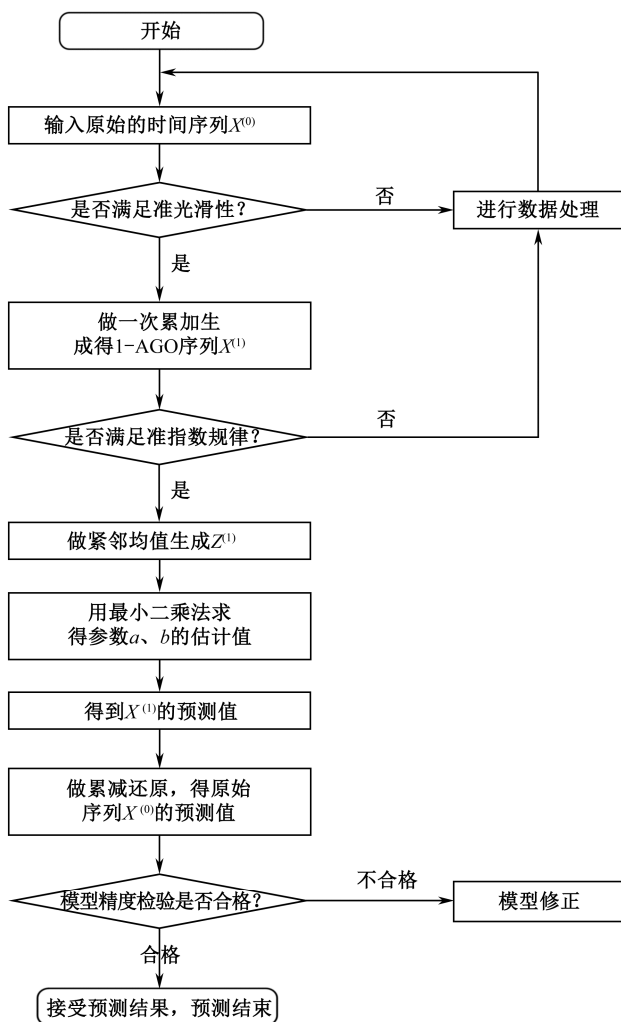 开始
输入原始的时间序列X⁽⁰⁾
是否满足准光滑性?
否
进行数据处理
是
做一次累加生
成得1-AGO序列X⁽¹⁾
否
是否满足准指数规律?
是
做紧邻均值生成Z⁽¹⁾
用最小二乘法求
得参数a、b的估计值
得到X⁽¹⁾的预测值
做累减还原,得原始
序列X⁽⁰⁾的预测值
不合格
模型精度检验是否合格?
模型修正
合格
接受预测结果,预测结束